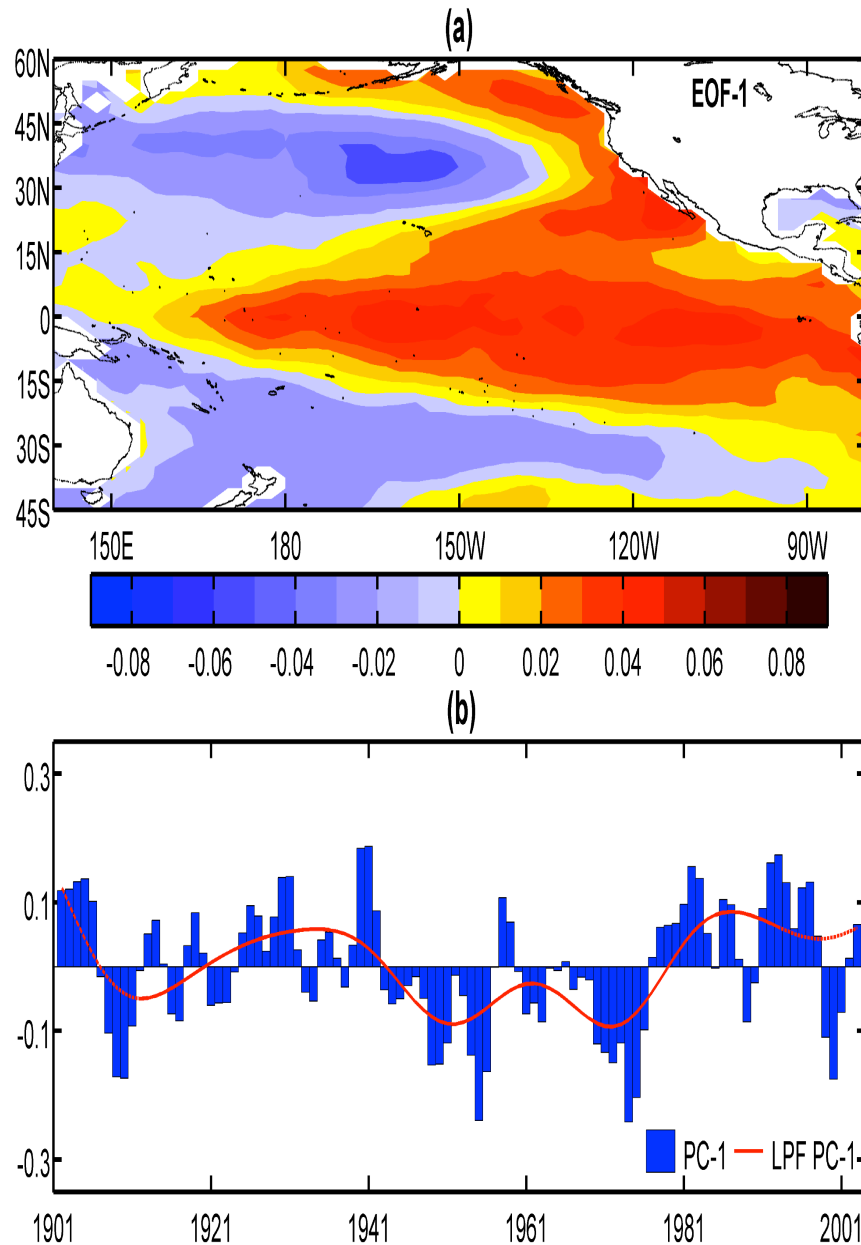 (a)
60N
EOF-1
45N
30N
15N
0
15S
30S
45S
150E 180 150W 120W 90W
-0.08 -0.06 -0.04 -0.02 0 0.02 0.04 0.06 0.08
(b)
0.3
0.1
-0.1
-0.3
PC-1 LPF PC-1
1901 1921 1941 1961 1981 2001